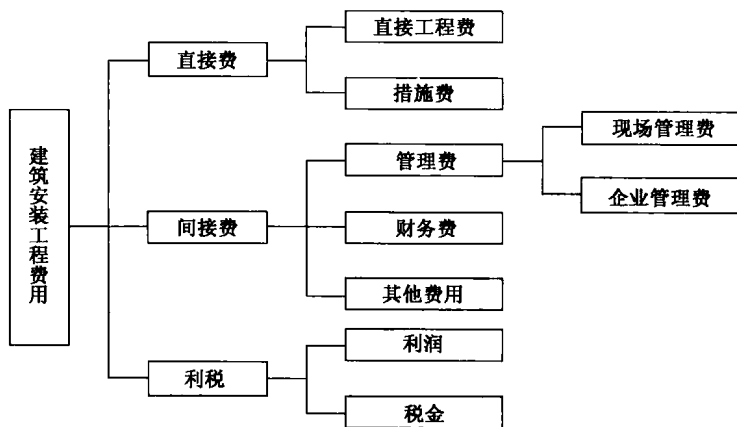 建筑安装工程费用
直接费
直接工程费
措施费
间接费
管理费
现场管理费
企业管理费
财务费
其他费用
利税
利润
税金